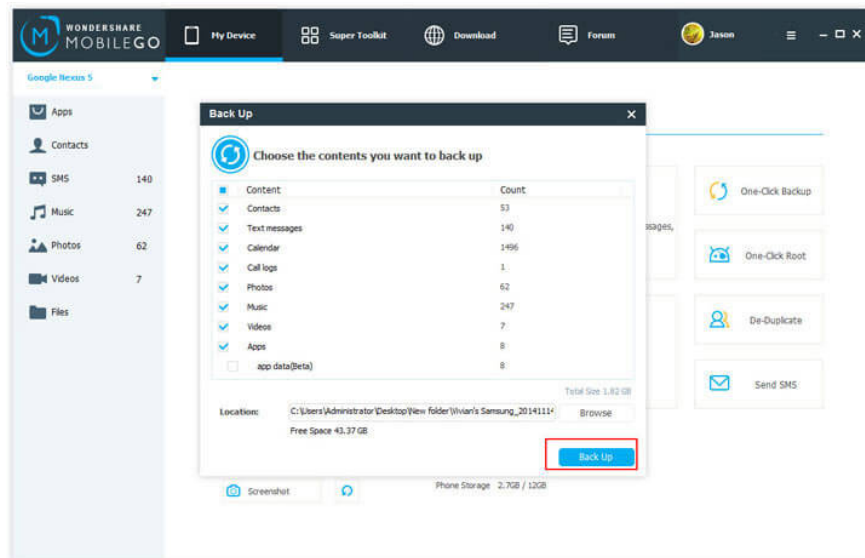 WONDERSHARE
MOBILEGO
My Device
Super Toolkit
Download
Forum
Jason
Google Nexus 5
Apps
Contacts
SMS 140
Music 247
Photos 62
Videos 7
Files
Back Up
Choose the contents you want to back up
Content Count
Contacts 53
Text messages 140
Calendar 1496
Call logs 1
Photos 62
Music 247
Videos 7
Apps 8
app data(Beta) 8
Total Size 1.82 GB
Location: C:\Users\Administrator\Desktop\New folder\Vivian's Samsung_20141114 Browse
Free Space 43.37 GB
Back Up
ssages,
One-Click Backup
One-Click Root
De-Duplicate
Send SMS
Screenshot
Phone Storage 2.7GB / 12GB